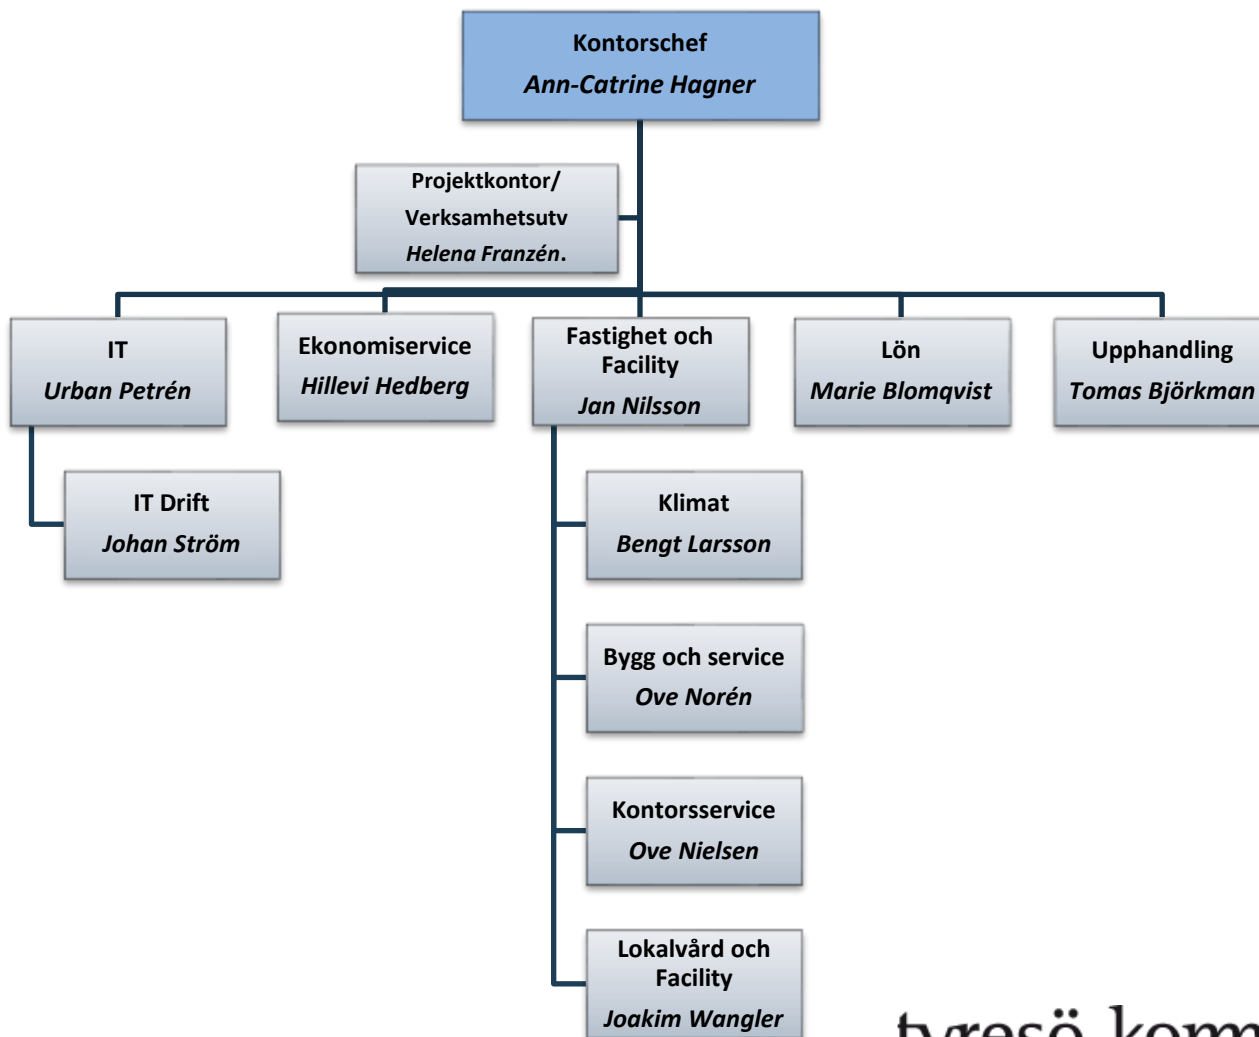 Kontorschef
Ann-Catrine Hagner
Projektkontor/
Verksamhetsutv
Helena Franzén.
IT
Urban Petrén
Ekonomiservice
Hillevi Hedberg
Fastighet och
Facility
Jan Nilsson
Lön
Marie Blomqvist
Upphandling
Tomas Björkman
IT Drift
Johan Ström
Klimat
Bengt Larsson
Bygg och service
Ove Norén
Kontorsservice
Ove Nielsen
Lokalvård och
Facility
Joakim Wangler
tyresö